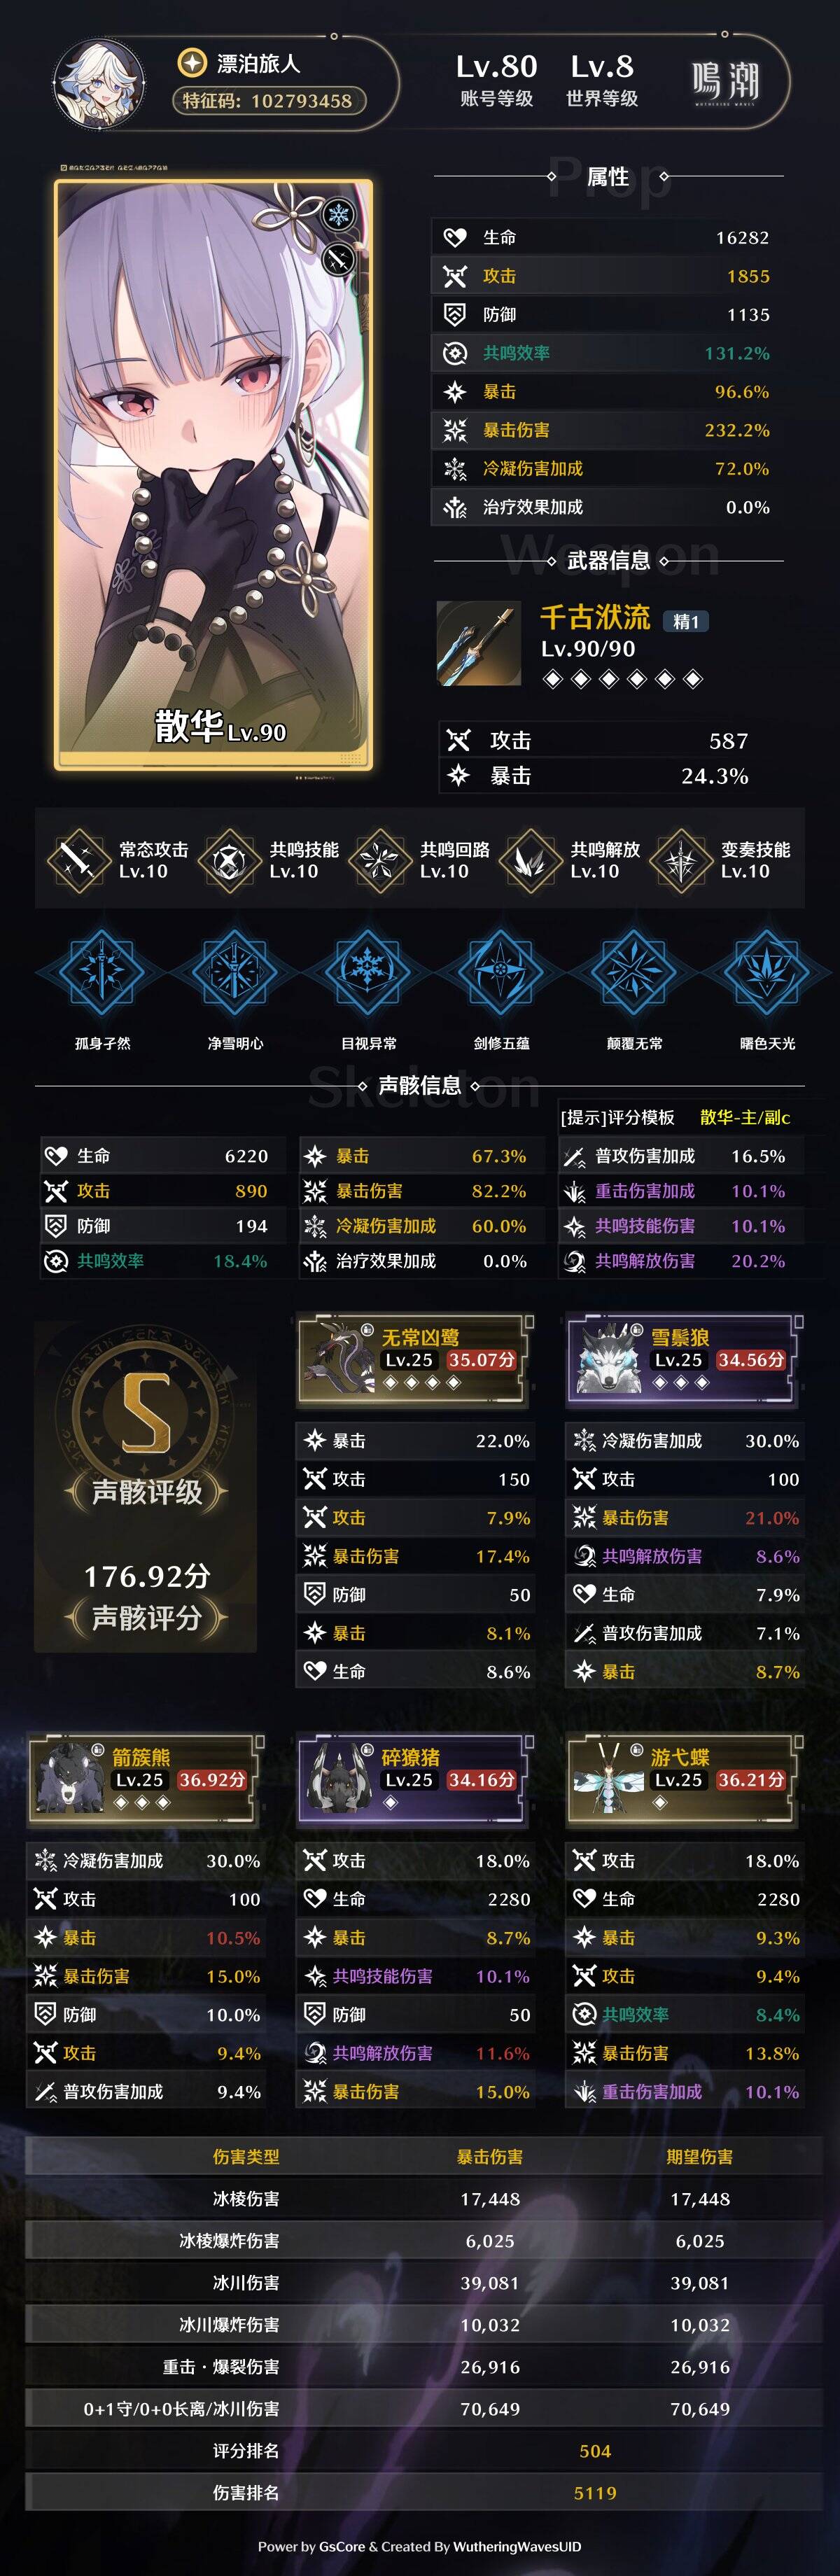 漂泊旅人
特征码: 102793458
Lv.80 Lv.8
账号等级 世界等级
鳴潮
WUTHERING WAVES
Prop
属性
生命 16282
攻击 1855
防御 1135
共鸣效率 131.2%
暴击 96.6%
暴击伤害 232.2%
冷凝伤害加成 72.0%
治疗效果加成 0.0%
散华 Lv.90
Weapon
武器信息
千古洑流 精1
Lv.90/90
攻击 587
暴击 24.3%
常态攻击 共鸣技能 共鸣回路 共鸣解放 变奏技能
Lv.10 Lv.10 Lv.10 Lv.10 Lv.10
孤身孑然 净雪明心 目视异常 剑修五蕴 颠覆无常 曙色天光
Skeleton
声骸信息
[提示]评分模板 散华-主/副c
生命 6220 暴击 67.3% 普攻伤害加成 16.5%
攻击 890 暴击伤害 82.2% 重击伤害加成 10.1%
防御 194 冷凝伤害加成 60.0% 共鸣技能伤害 10.1%
共鸣效率 18.4% 治疗效果加成 0.0% 共鸣解放伤害 20.2%
S
声骸评级
176.92分
声骸评分
无常凶鹭
Lv.25 35.07分
暴击 22.0%
攻击 150
攻击 7.9%
暴击伤害 17.4%
防御 50
暴击 8.1%
生命 8.6%
雪鬃狼
Lv.25 34.56分
冷凝伤害加成 30.0%
攻击 100
暴击伤害 21.0%
共鸣解放伤害 8.6%
生命 7.9%
普攻伤害加成 7.1%
暴击 8.7%
箭簇熊
Lv.25 36.92分
冷凝伤害加成 30.0%
攻击 100
暴击 10.5%
暴击伤害 15.0%
防御 10.0%
攻击 9.4%
普攻伤害加成 9.4%
碎獠猪
Lv.25 34.16分
攻击 18.0%
生命 2280
暴击 8.7%
共鸣技能伤害 10.1%
防御 50
共鸣解放伤害 11.6%
暴击伤害 15.0%
游弋蝶
Lv.25 36.21分
攻击 18.0%
生命 2280
暴击 9.3%
攻击 9.4%
共鸣效率 8.4%
暴击伤害 13.8%
重击伤害加成 10.1%
伤害类型 暴击伤害 期望伤害
冰棱伤害 17,448 17,448
冰棱爆炸伤害 6,025 6,025
冰川伤害 39,081 39,081
冰川爆炸伤害 10,032 10,032
重击·爆裂伤害 26,916 26,916
0+1守/0+0长离/冰川伤害 70,649 70,649
评分排名 504
伤害排名 5119
Power by GsCore & Created By WutheringWavesUID